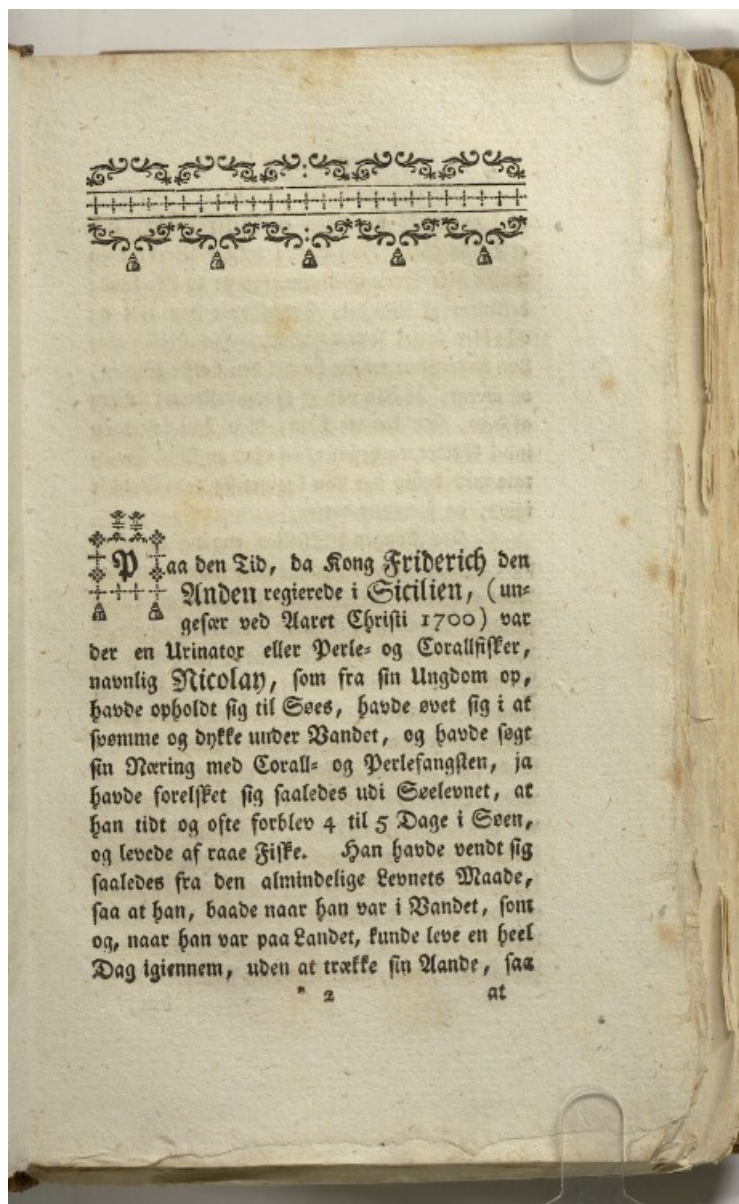 Paa den Tid, da Kong Friderich den
Anden regierede i Sicilien, (un-
gefær ved Aaret Christi 1700) var
der en Urinator eller Perle- og Corallfisker,
navnlig Nicolay, som fra sin Ungdom op,
havde opholdt sig til Søes, havde øvet sig i at
svømme og dykke under Vandet, og havde søgt
sin Næring med Corall- og Perlefangsten, ja
havde forelsket sig saaledes udi Søelevnet, at
han tidt og ofte forblev 4 til 5 Dage i Søen,
og levede af raae Fiske. Han havde vendt sig
saaledes fra den almindelige Levnets Maade,
saa at han, baade naar han var i Vandet, som
og, naar han var paa Landet, kunde leve en heel
Dag igiennem, uden at trække sin Aande, saa
* 2 at